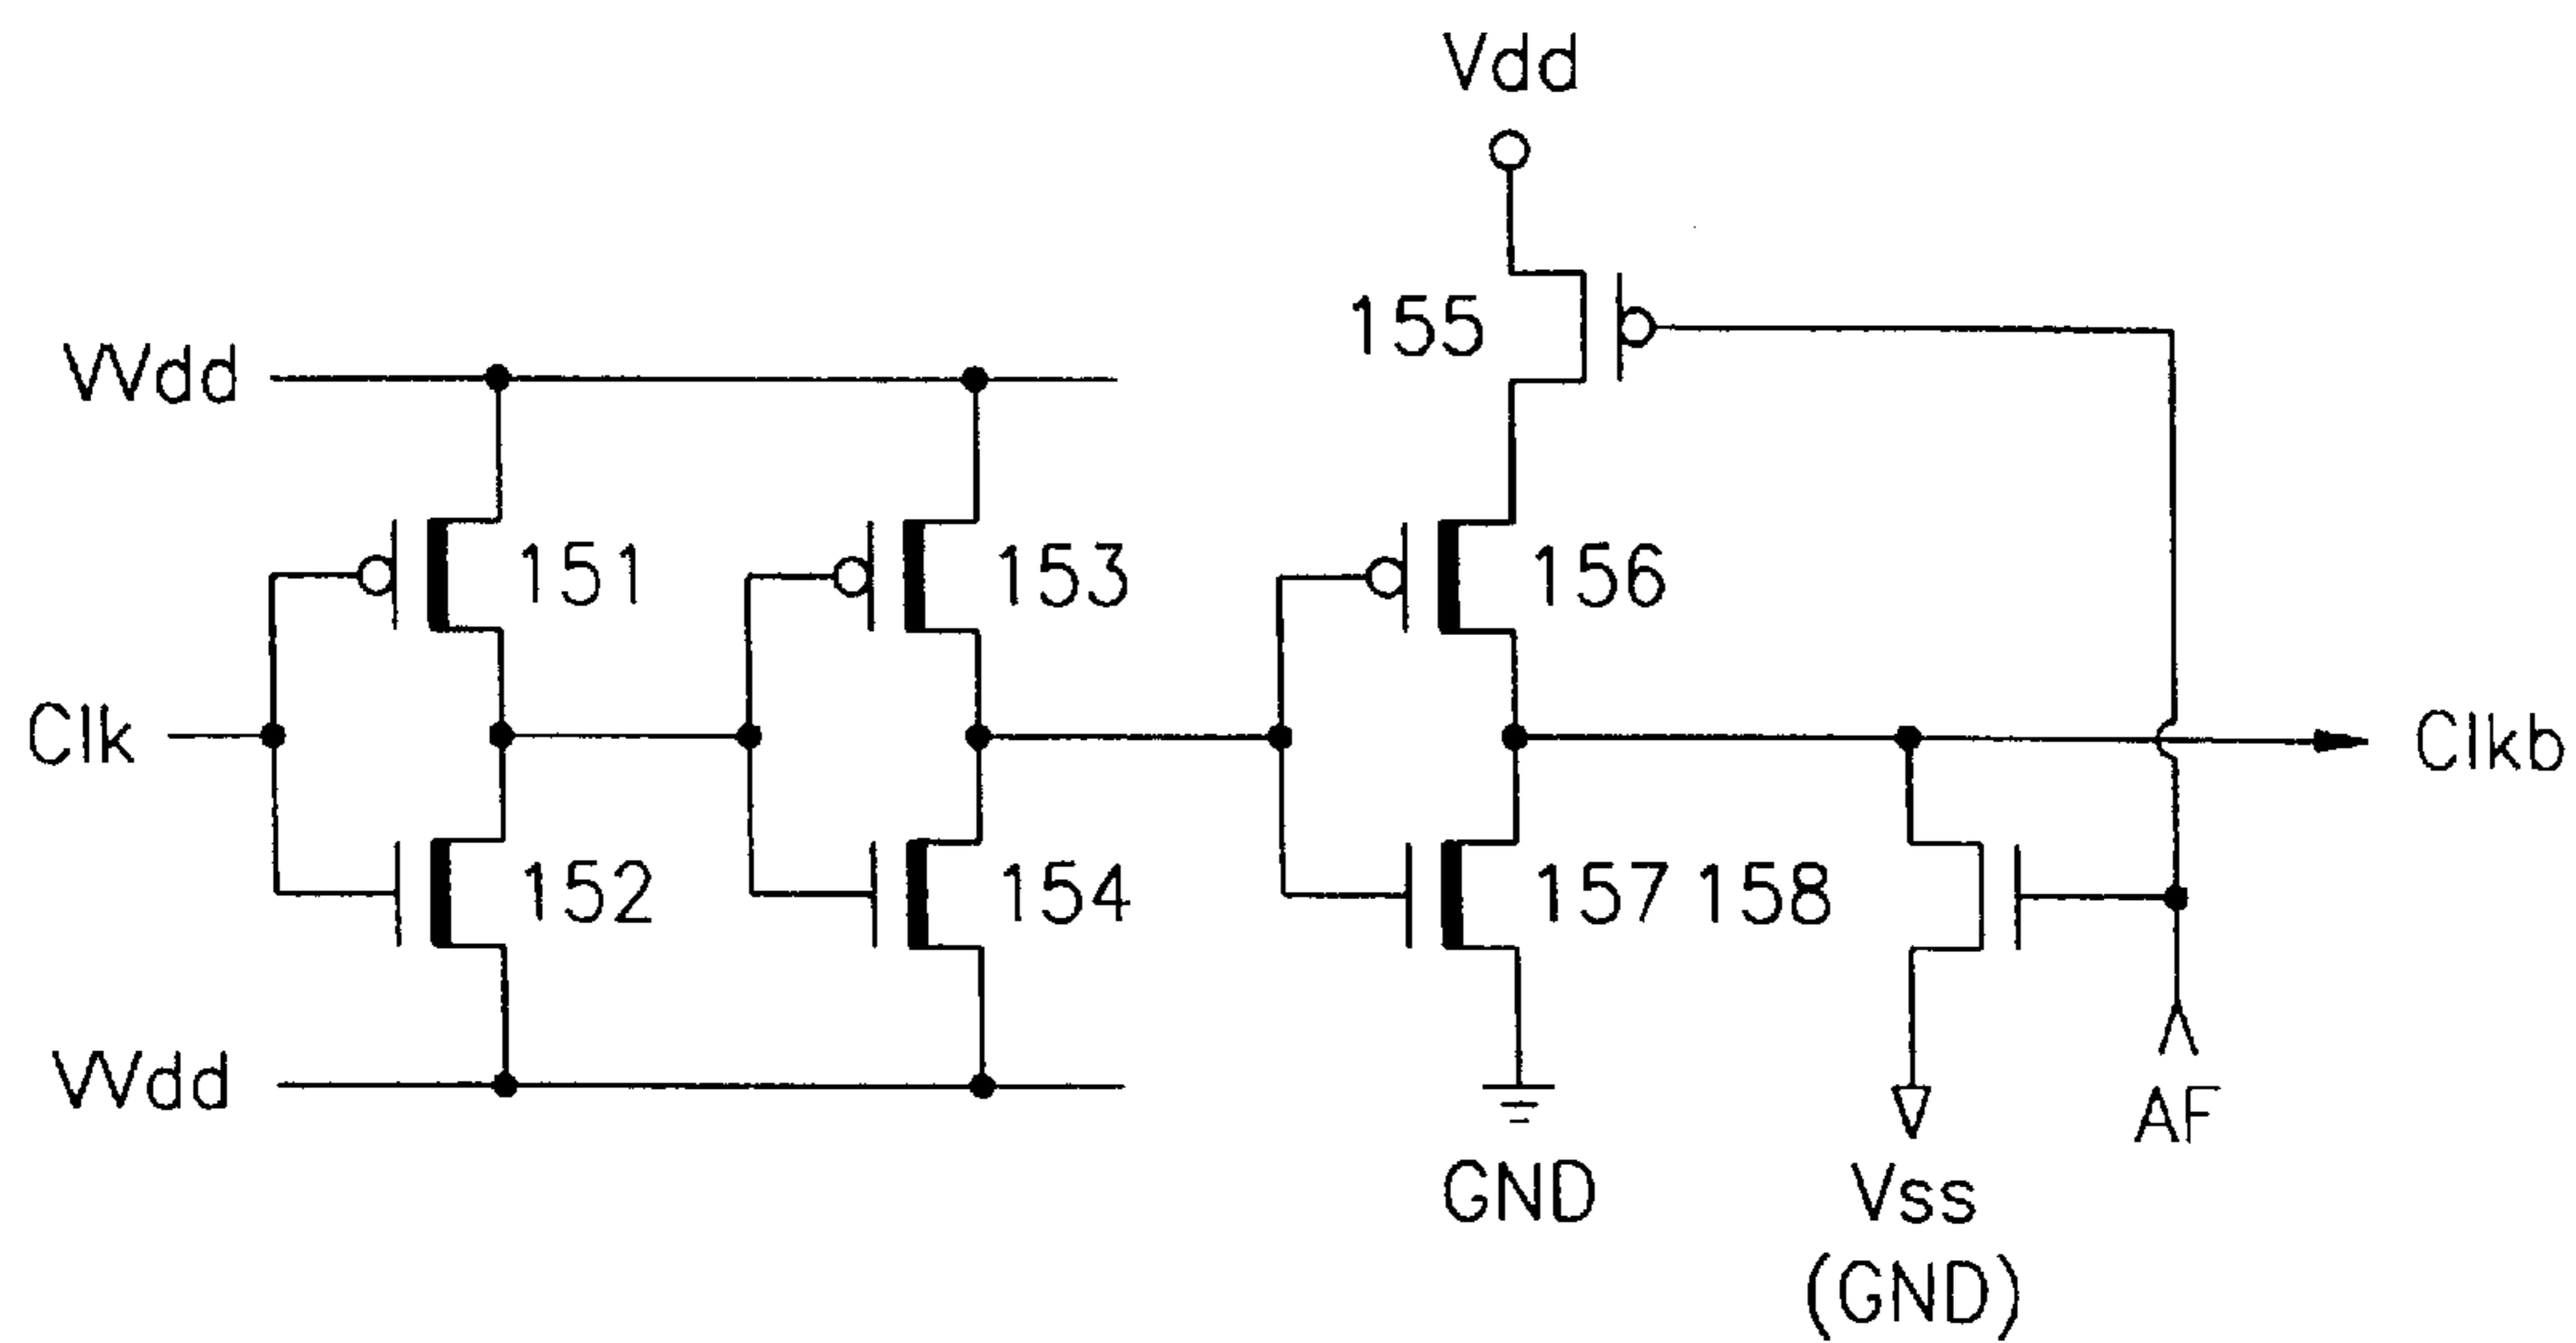 Vdd
155
VVdd
151
153
156
Clk
Clkb
152
154
157
158
VVdd
AF
GND
Vss
(GND)